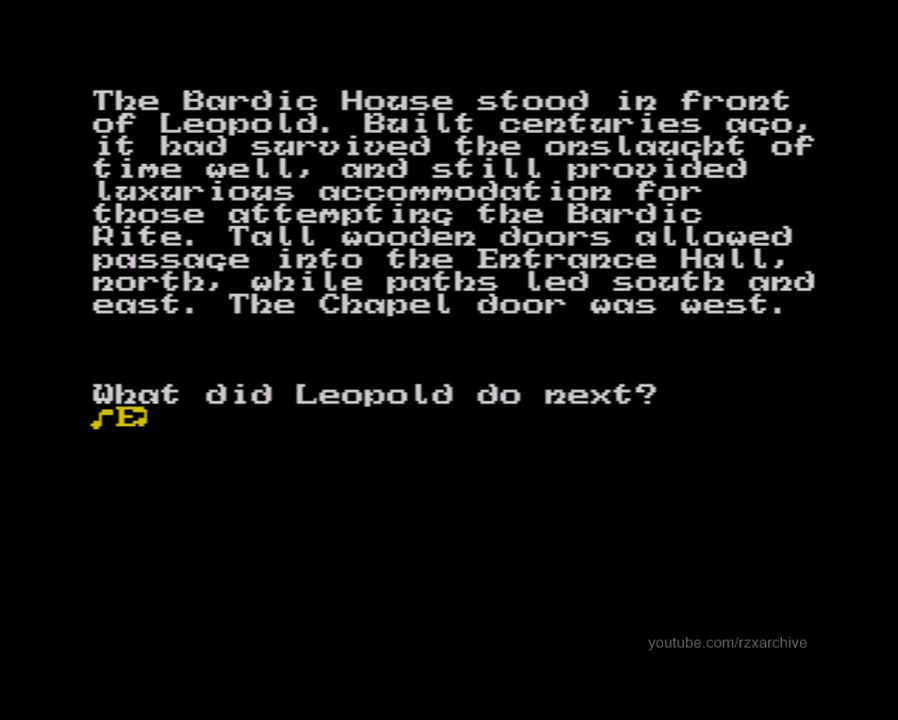 The Bardic House stood in front
of Leopold. Built centuries ago,
it had survived the onslaught of
time well, and still provided
luxurious accommodation for
those attempting the Bardic
Rite. Tall wooden doors allowed
passage into the Entrance Hall,
north, while paths led south and
east. The Chapel door was west.
What did Leopold do next?
♪E
youtube.com/rzxarchive